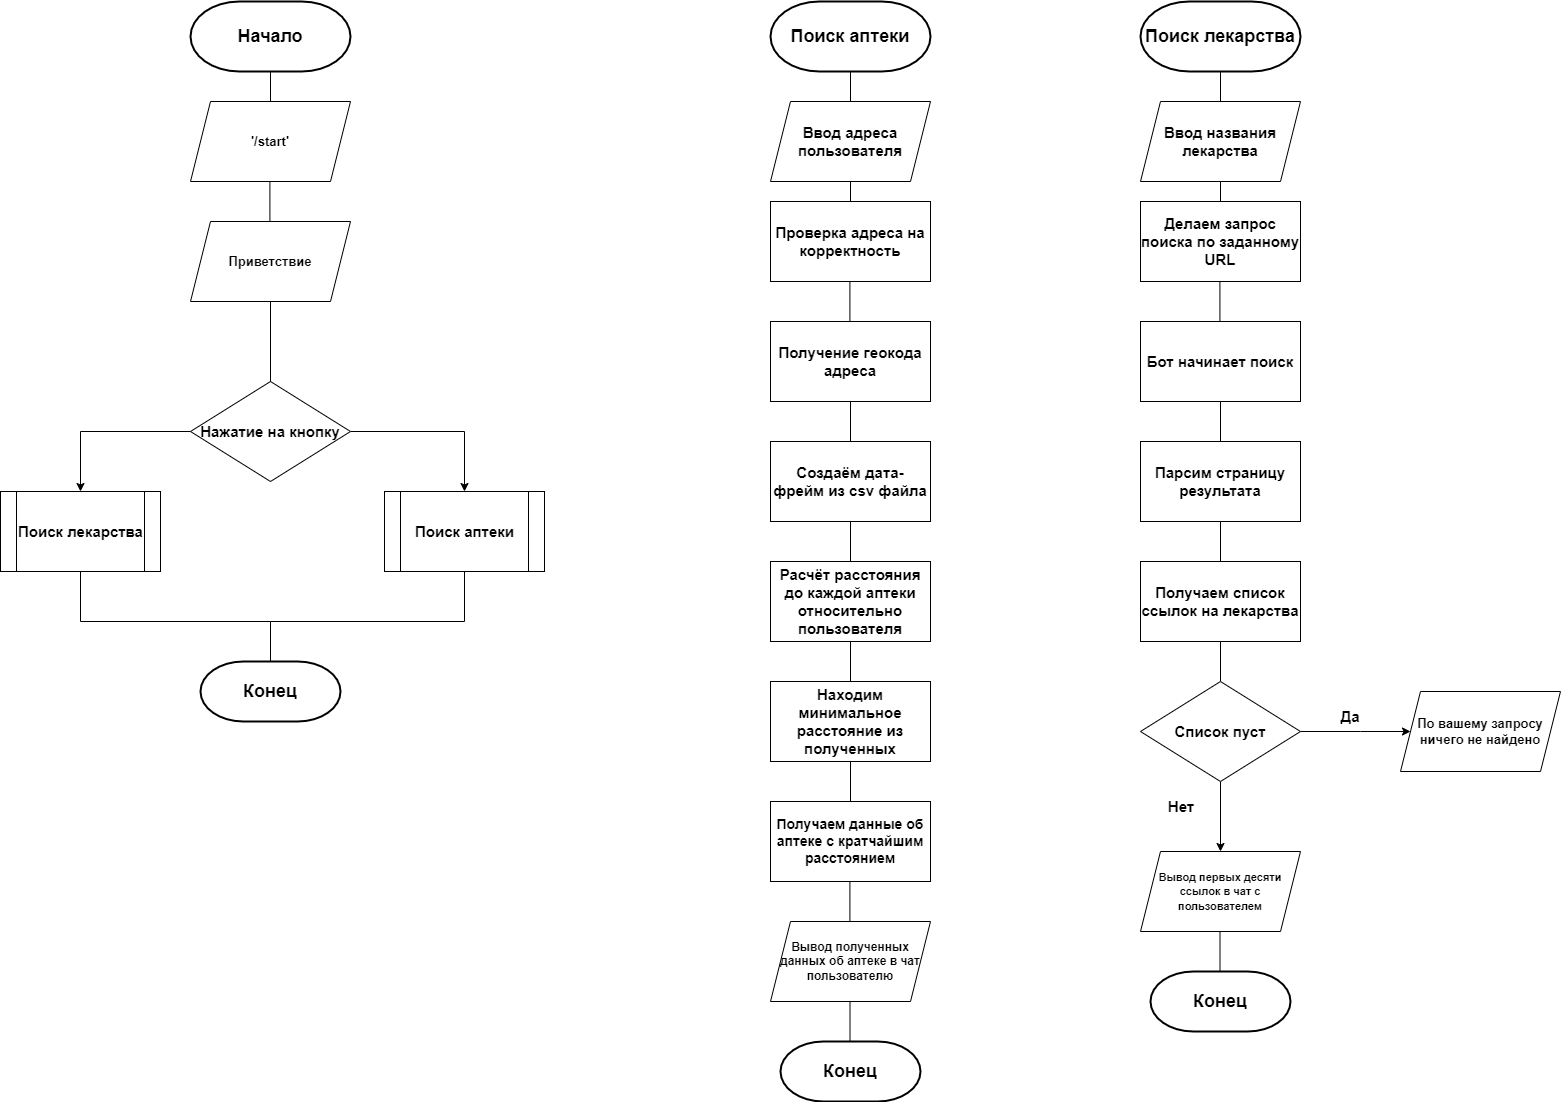 Начало
'/start'
Приветствие
Нажатие на кнопку
Поиск лекарства
Поиск аптеки
Конец
Поиск аптеки
Ввод адреса
пользователя
Проверка адреса на
корректность
Получение геокода
адреса
Создаём дата-
фрейм из csv файла
Расчёт расстояния
до каждой аптеки
относительно
пользователя
Находим
минимальное
расстояние из
полученных
Получаем данные об
аптеке с кратчайшим
расстоянием
Вывод полученных
данных об аптеке в чат
пользователю
Конец
Поиск лекарства
Ввод названия
лекарства
Делаем запрос
поиска по заданному
URL
Бот начинает поиск
Парсим страницу
результата
Получаем список
ссылок на лекарства
Список пуст
Да
По вашему запросу
ничего не найдено
Нет
Вывод первых десяти
ссылок в чат с
пользователем
Конец